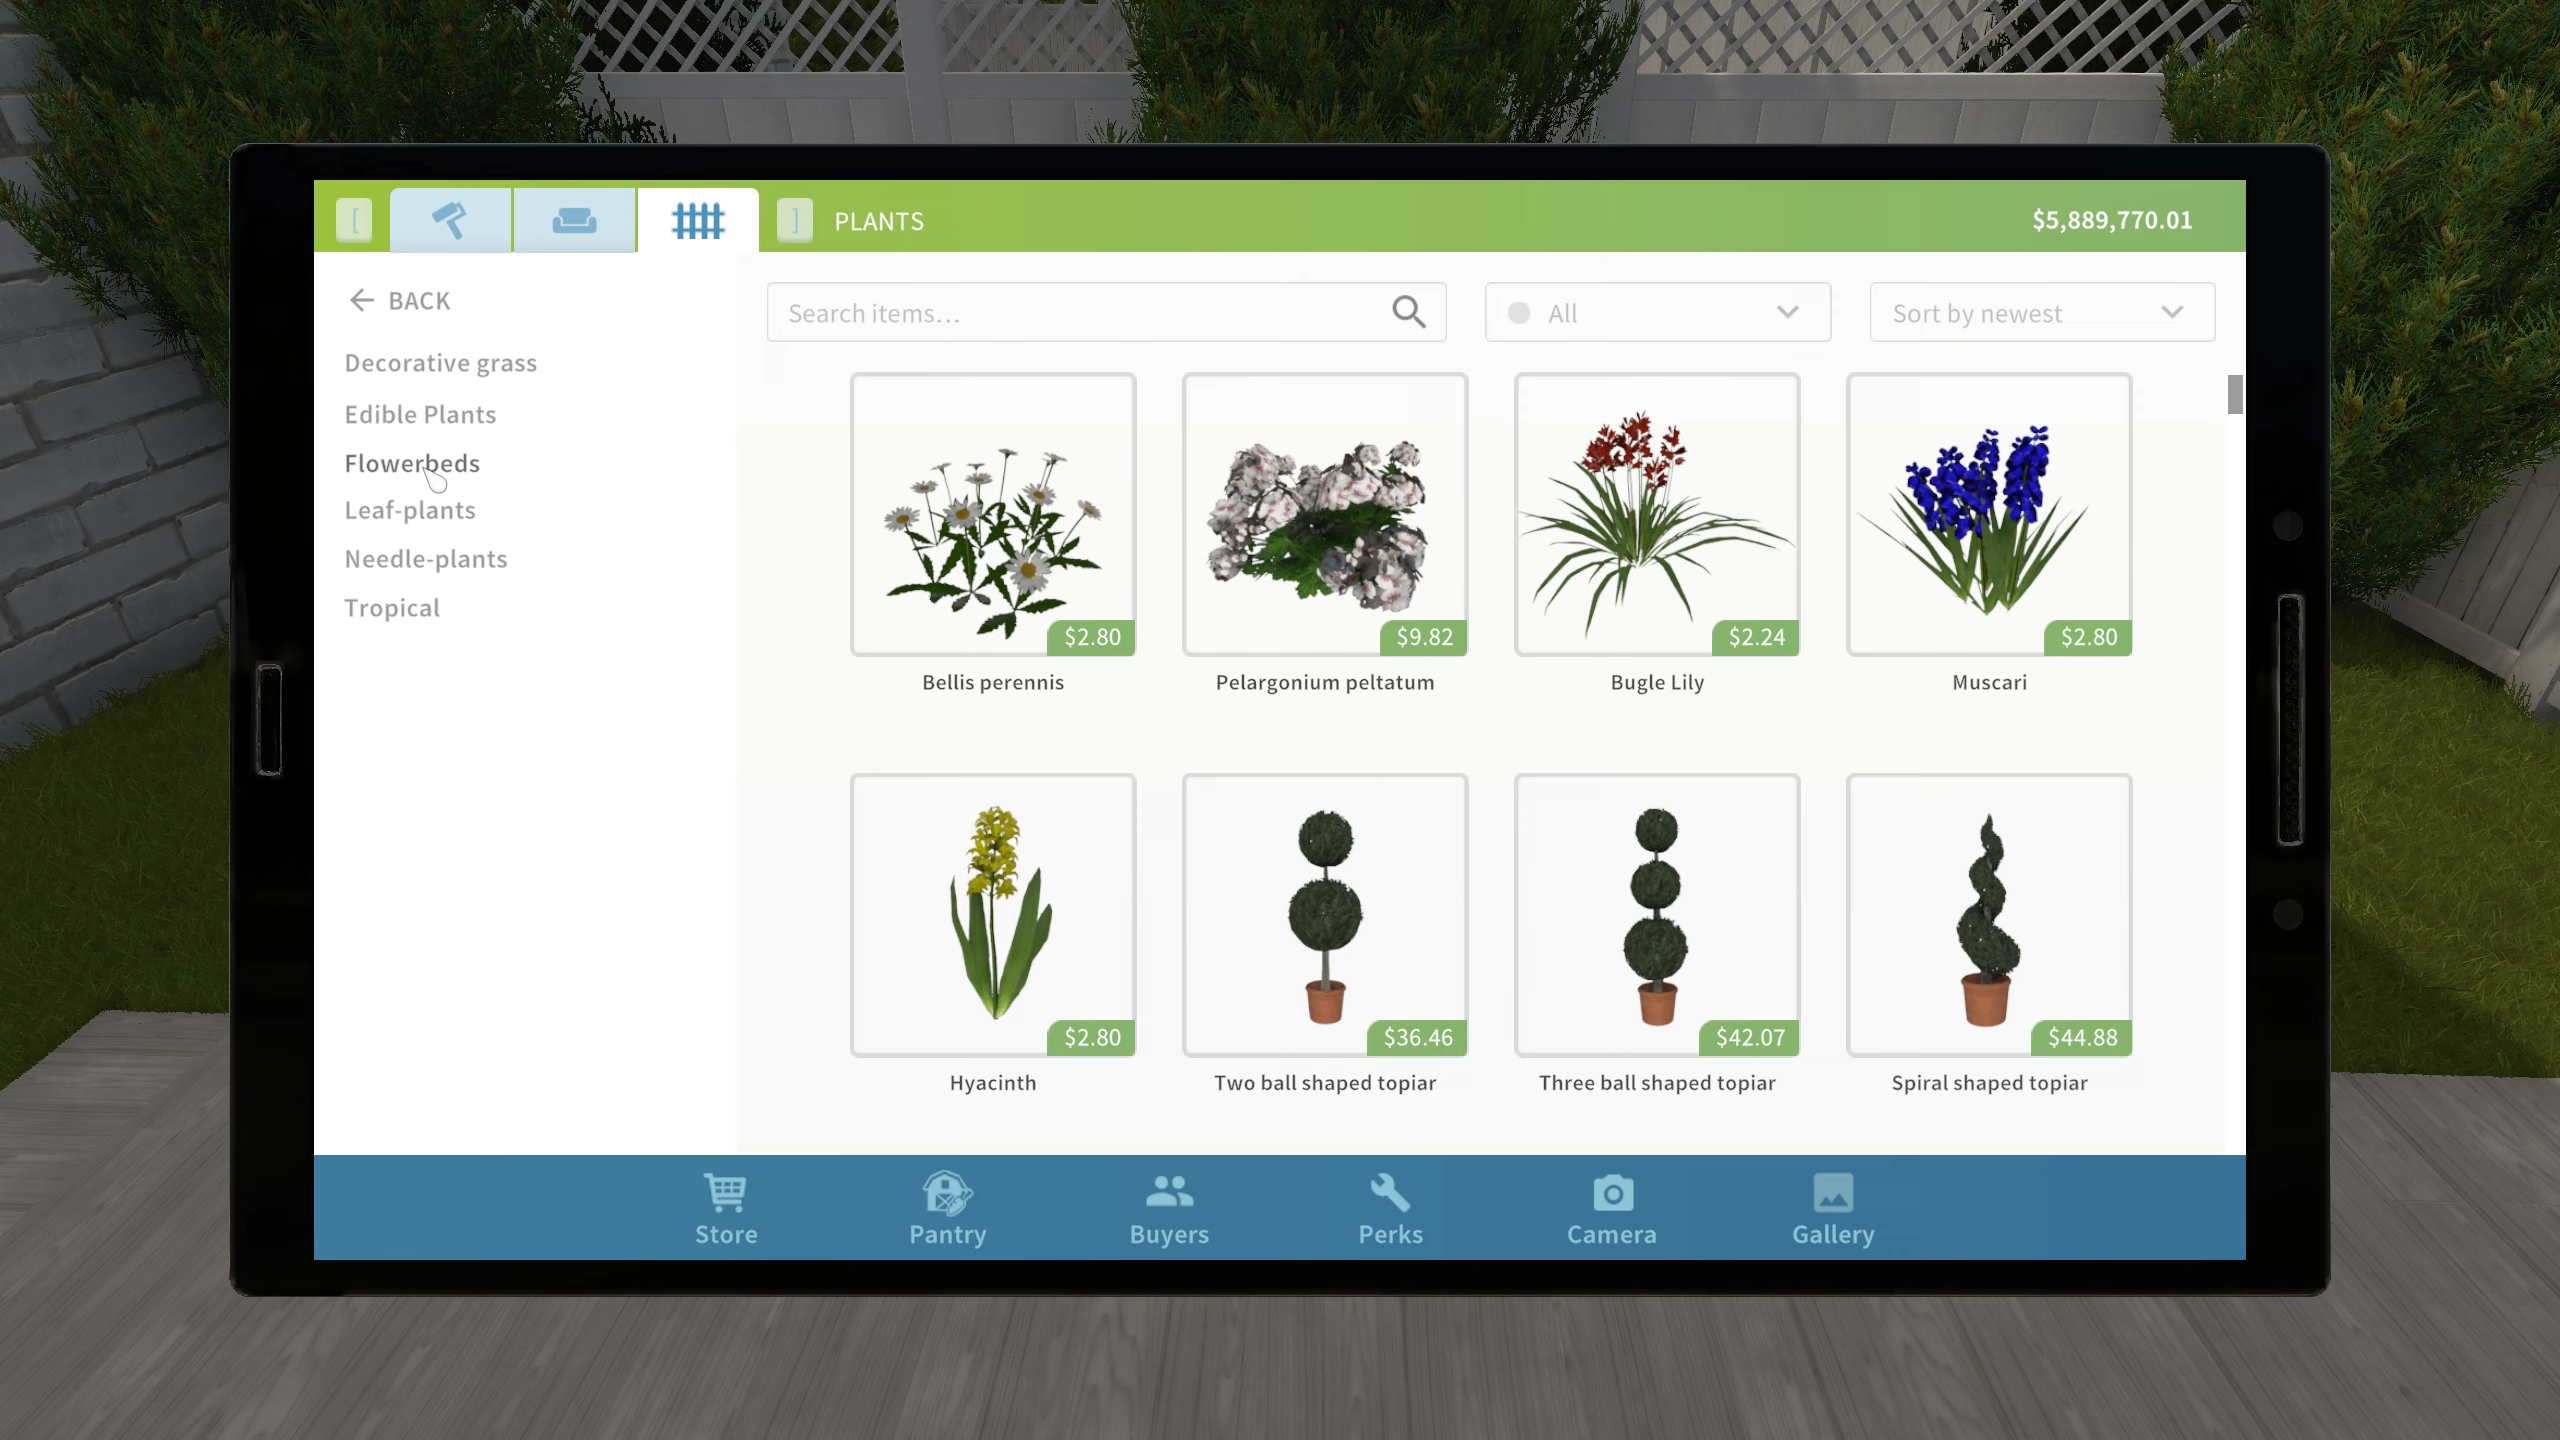 [
] PLANTS
$5,889,770.01
BACK
Decorative grass
Edible Plants
Flowerbeds
Leaf-plants
Needle-plants
Tropical
Search items...
All
Sort by newest
$2.80
Bellis perennis
$9.82
Pelargonium peltatum
$2.24
Bugle Lily
$2.80
Muscari
$2.80
Hyacinth
$36.46
Two ball shaped topiar
$42.07
Three ball shaped topiar
$44.88
Spiral shaped topiar
Store
Pantry
Buyers
Perks
Camera
Gallery